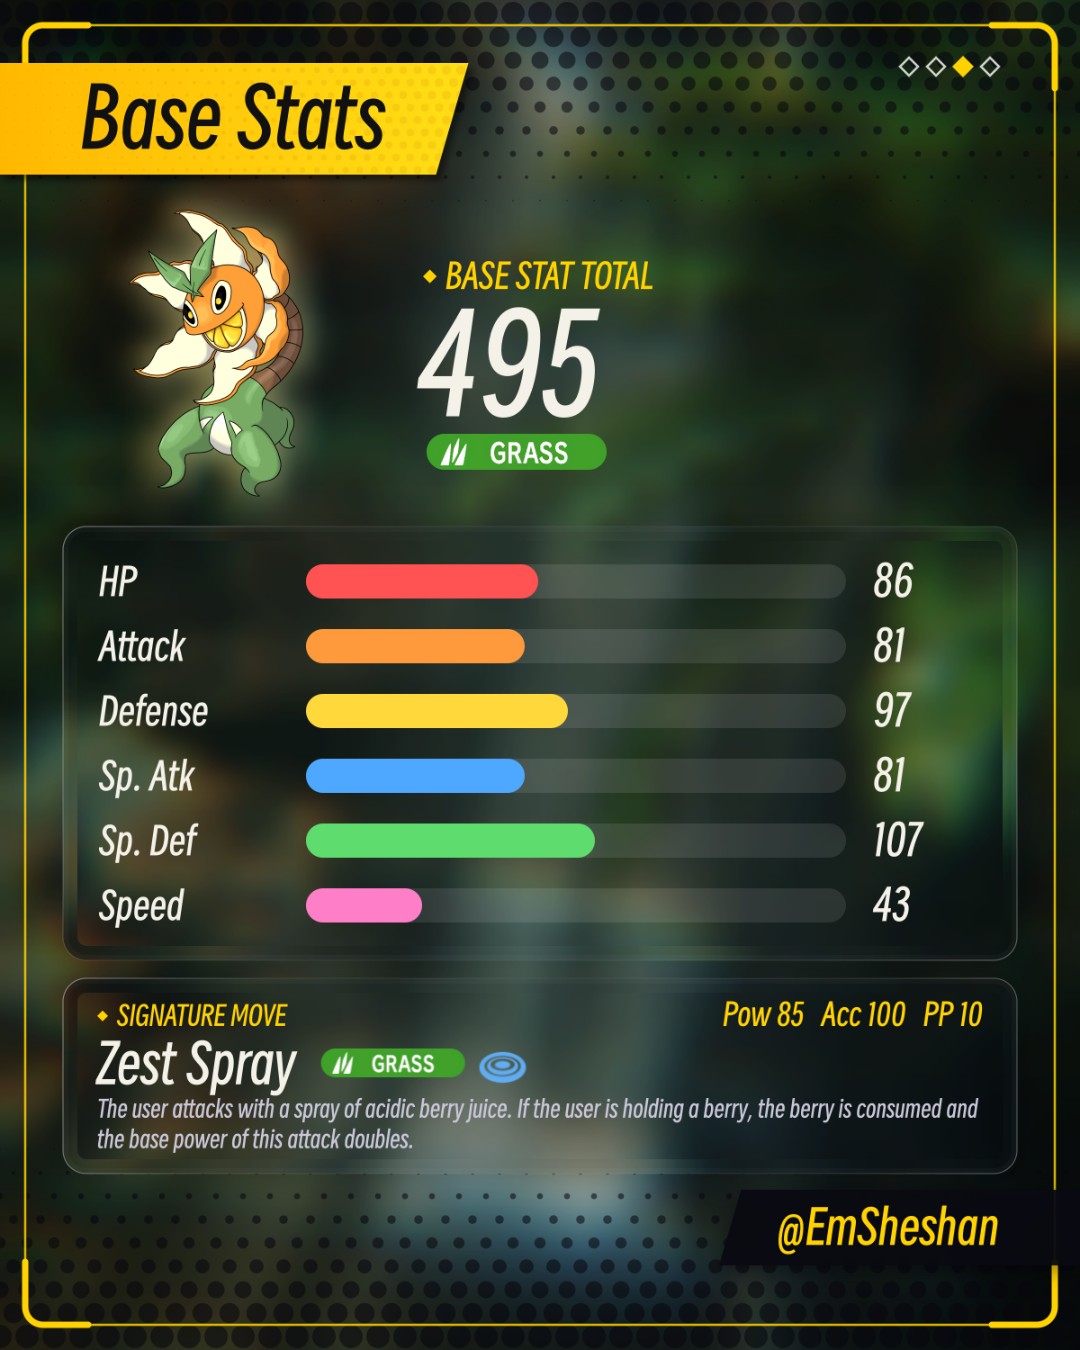 Base Stats
BASE STAT TOTAL
495
GRASS
HP 86
Attack 81
Defense 97
Sp. Atk 81
Sp. Def 107
Speed 43
SIGNATURE MOVE Pow 85 Acc 100 PP 10
Zest Spray GRASS
The user attacks with a spray of acidic berry juice. If the user is holding a berry, the berry is consumed and
the base power of this attack doubles.
@EmSheshan